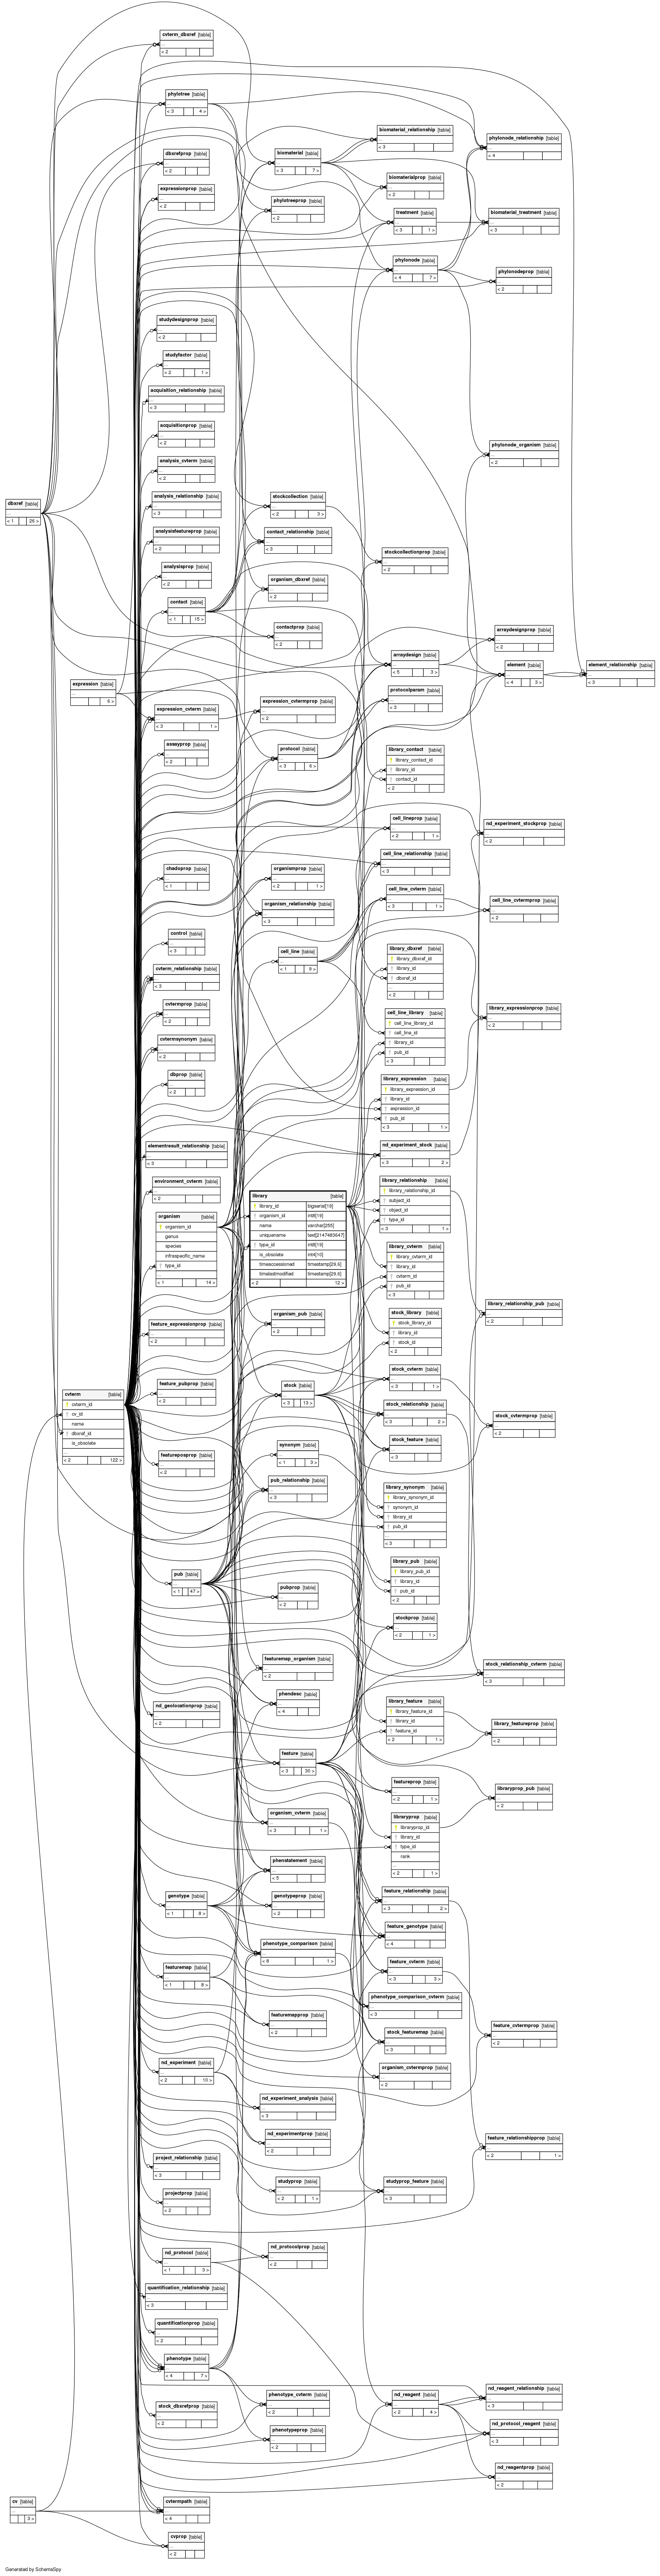 cvterm_dbxref [table]
...
< 2
phylotree [table]
...
< 3 4 >
dbxrefprop [table]
...
< 2
expressionprop [table]
...
< 2
studydesignprop [table]
...
< 2
studyfactor [table]
...
< 2 1 >
acquisition_relationship [table]
...
< 3
acquisitionprop [table]
...
< 2
analysis_cvterm [table]
...
< 2
analysis_relationship [table]
...
< 3
analysisfeatureprop [table]
...
< 2
analysisprop [table]
...
< 2
contact [table]
...
< 1 15 >
dbxref [table]
...
< 1 26 >
expression [table]
...
6 >
expression_cvterm [table]
...
< 3 1 >
assayprop [table]
...
< 2
chadoprop [table]
...
< 1
control [table]
...
< 3
cvterm_relationship [table]
...
< 3
cvtermprop [table]
...
< 2
cvtermsynonym [table]
...
< 2
dbprop [table]
...
< 2
elementresult_relationship [table]
...
< 3
environment_cvterm [table]
...
< 2
organism [table]
organism_id
genus
species
infraspecific_name
type_id
...
< 1 14 >
feature_expressionprop [table]
...
< 2
feature_pubprop [table]
...
< 2
cvterm [table]
cvterm_id
cv_id
name
dbxref_id
is_obsolete
...
< 2 122 >
featureposprop [table]
...
< 2
pub [table]
...
< 1 47 >
nd_geolocationprop [table]
...
< 2
genotype [table]
...
< 1 8 >
featuremap [table]
...
< 1 8 >
nd_experiment [table]
...
< 2 10 >
project_relationship [table]
...
< 3
projectprop [table]
...
< 2
nd_protocol [table]
...
< 1 3 >
quantification_relationship [table]
...
< 3
quantificationprop [table]
...
< 2
phenotype [table]
...
< 4 7 >
stock_dbxrefprop [table]
...
< 2
cv [table]
...
3 >
cvtermpath [table]
...
< 4
cvprop [table]
...
< 2
biomaterial [table]
...
< 3 7 >
phylotreeprop [table]
...
< 2
stockcollection [table]
...
< 2 3 >
contact_relationship [table]
...
< 3
organism_dbxref [table]
...
< 2
contactprop [table]
...
< 2
expression_cvtermprop [table]
...
< 2
protocol [table]
...
< 3 6 >
organismprop [table]
...
< 2 1 >
organism_relationship [table]
...
< 3
cell_line [table]
...
< 1 8 >
library [table]
library_id bigserial[19]
organism_id int8[19]
name varchar[255]
uniquename text[2147483647]
type_id int8[19]
is_obsolete int4[10]
timeaccessioned timestamp[29,6]
timelastmodified timestamp[29,6]
< 2 12 >
organism_pub [table]
...
< 2
stock [table]
...
< 3 13 >
synonym [table]
...
< 1 3 >
pub_relationship [table]
...
< 3
pubprop [table]
...
< 2
featuremap_organism [table]
...
< 2
phendesc [table]
...
< 4
feature [table]
...
< 3 30 >
organism_cvterm [table]
...
< 3 1 >
phenstatement [table]
...
< 5
genotypeprop [table]
...
< 2
phenotype_comparison [table]
...
< 8 1 >
featuremapprop [table]
...
< 2
nd_experiment_analysis [table]
...
< 3
nd_experimentprop [table]
...
< 2
studyprop [table]
...
< 2 1 >
nd_protocolprop [table]
...
< 2
phenotype_cvterm [table]
...
< 2
phenotypeprop [table]
...
< 2
biomaterial_relationship [table]
...
< 3
biomaterialprop [table]
...
< 2
treatment [table]
...
< 3 1 >
phylonode [table]
...
< 4 7 >
stockcollectionprop [table]
...
< 2
arraydesign [table]
...
< 5 3 >
protocolparam [table]
...
< 3
library_contact [table]
library_contact_id
library_id
contact_id
< 2
cell_lineprop [table]
...
< 2 1 >
cell_line_relationship [table]
...
< 3
cell_line_cvterm [table]
...
< 3 1 >
library_dbxref [table]
library_dbxref_id
library_id
dbxref_id
...
< 2
cell_line_library [table]
cell_line_library_id
cell_line_id
library_id
pub_id
< 3
library_expression [table]
library_expression_id
library_id
expression_id
pub_id
< 3 1 >
nd_experiment_stock [table]
...
< 3 2 >
library_relationship [table]
library_relationship_id
subject_id
object_id
type_id
< 3 1 >
library_cvterm [table]
library_cvterm_id
library_id
cvterm_id
pub_id
< 3
stock_library [table]
stock_library_id
library_id
stock_id
< 2
stock_cvterm [table]
...
< 3 1 >
stock_relationship [table]
...
< 3 2 >
stock_feature [table]
...
< 3
library_synonym [table]
library_synonym_id
synonym_id
library_id
pub_id
...
< 3
library_pub [table]
library_pub_id
library_id
pub_id
< 2
stockprop [table]
...
< 2 1 >
library_feature [table]
library_feature_id
library_id
feature_id
< 2 1 >
featureprop [table]
...
< 2 1 >
libraryprop [table]
libraryprop_id
library_id
type_id
rank
...
< 2 1 >
feature_relationship [table]
...
< 3 2 >
feature_genotype [table]
...
< 4
feature_cvterm [table]
...
< 3 3 >
phenotype_comparison_cvterm [table]
...
< 3
stock_featuremap [table]
...
< 3
organism_cvtermprop [table]
...
< 2
studyprop_feature [table]
...
< 3
nd_reagent [table]
...
< 2 4 >
phylonode_relationship [table]
...
< 4
biomaterial_treatment [table]
...
< 3
phylonodeprop [table]
...
< 2
phylonode_organism [table]
...
< 2
arraydesignprop [table]
...
< 2
element [table]
...
< 4 3 >
element_relationship [table]
...
< 3
nd_experiment_stockprop [table]
...
< 2
cell_line_cvtermprop [table]
...
< 2
library_expressionprop [table]
...
< 2
library_relationship_pub [table]
...
< 2
stock_cvtermprop [table]
...
< 2
stock_relationship_cvterm [table]
...
< 3
library_featureprop [table]
...
< 2
libraryprop_pub [table]
...
< 2
feature_cvtermprop [table]
...
< 2
feature_relationshipprop [table]
...
< 2 1 >
nd_reagent_relationship [table]
...
< 3
nd_protocol_reagent [table]
...
< 3
nd_reagentprop [table]
...
< 2
Generated by SchemaSpy